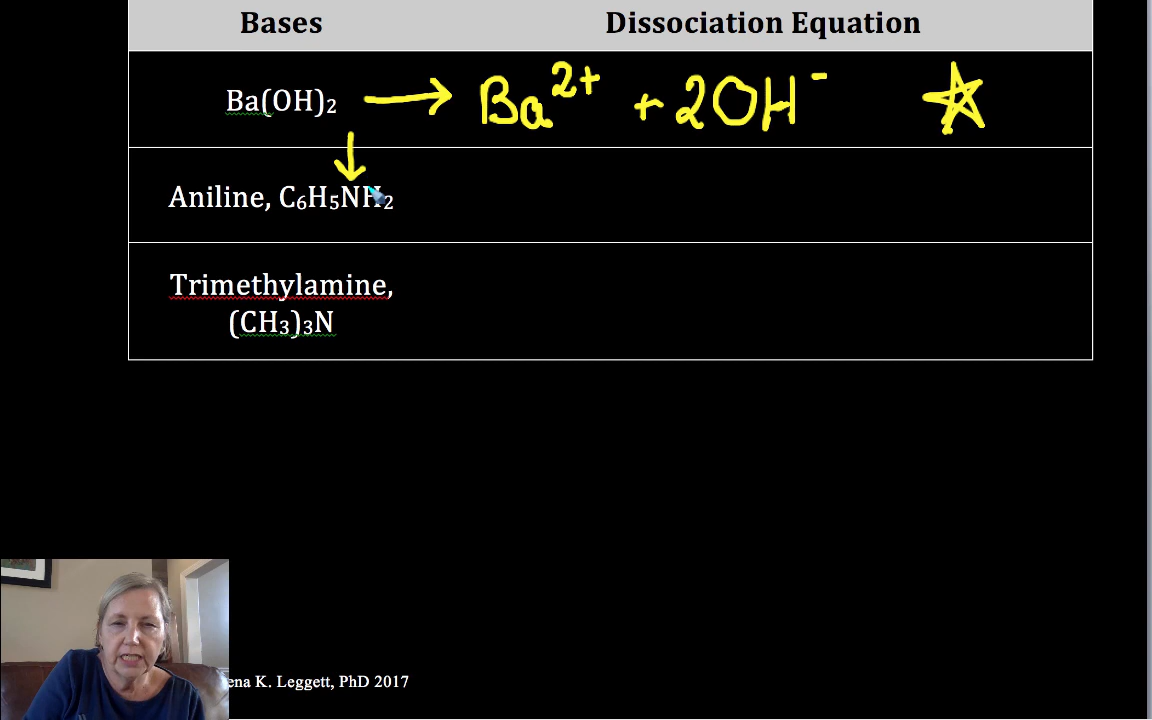 Bases Dissociation Equation
Ba(OH)₂ → Ba²⁺ + 2OH⁻
Aniline, C₆H₅NH₂
Trimethylamine,
(CH₃)₃N
ena K. Leggett, PhD 2017